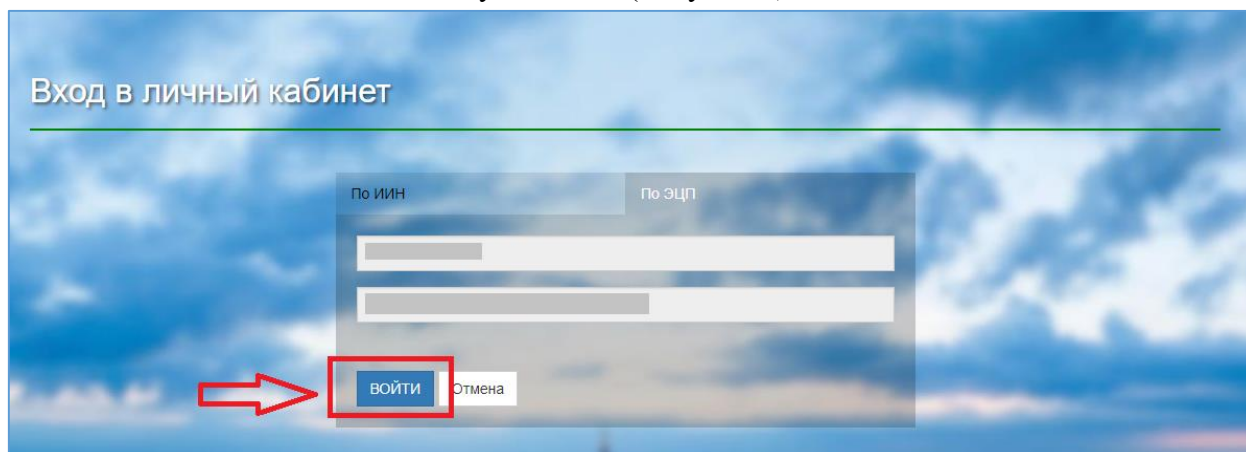 Вход в личный кабинет
По ИИН По ЭЦП
ВОЙТИ Отмена